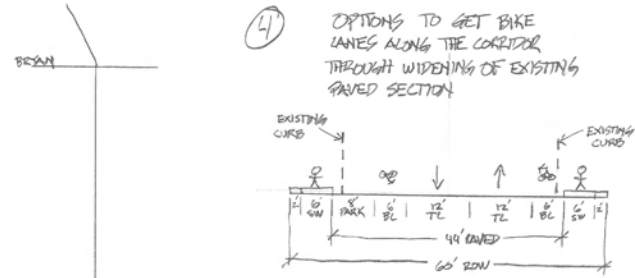 4
OPTIONS TO GET BIKE
LANES ALONG THE CORRIDOR
THROUGH WIDENING OF EXISTING
PAVED SECTION
BRYAN
EXISTING
CURB
EXISTING
CURB
2' 6' 8' 6' 12' 12' 6' 6' 2'
SW PARK BL TL TL BL SW
44' PAVED
60' ROW